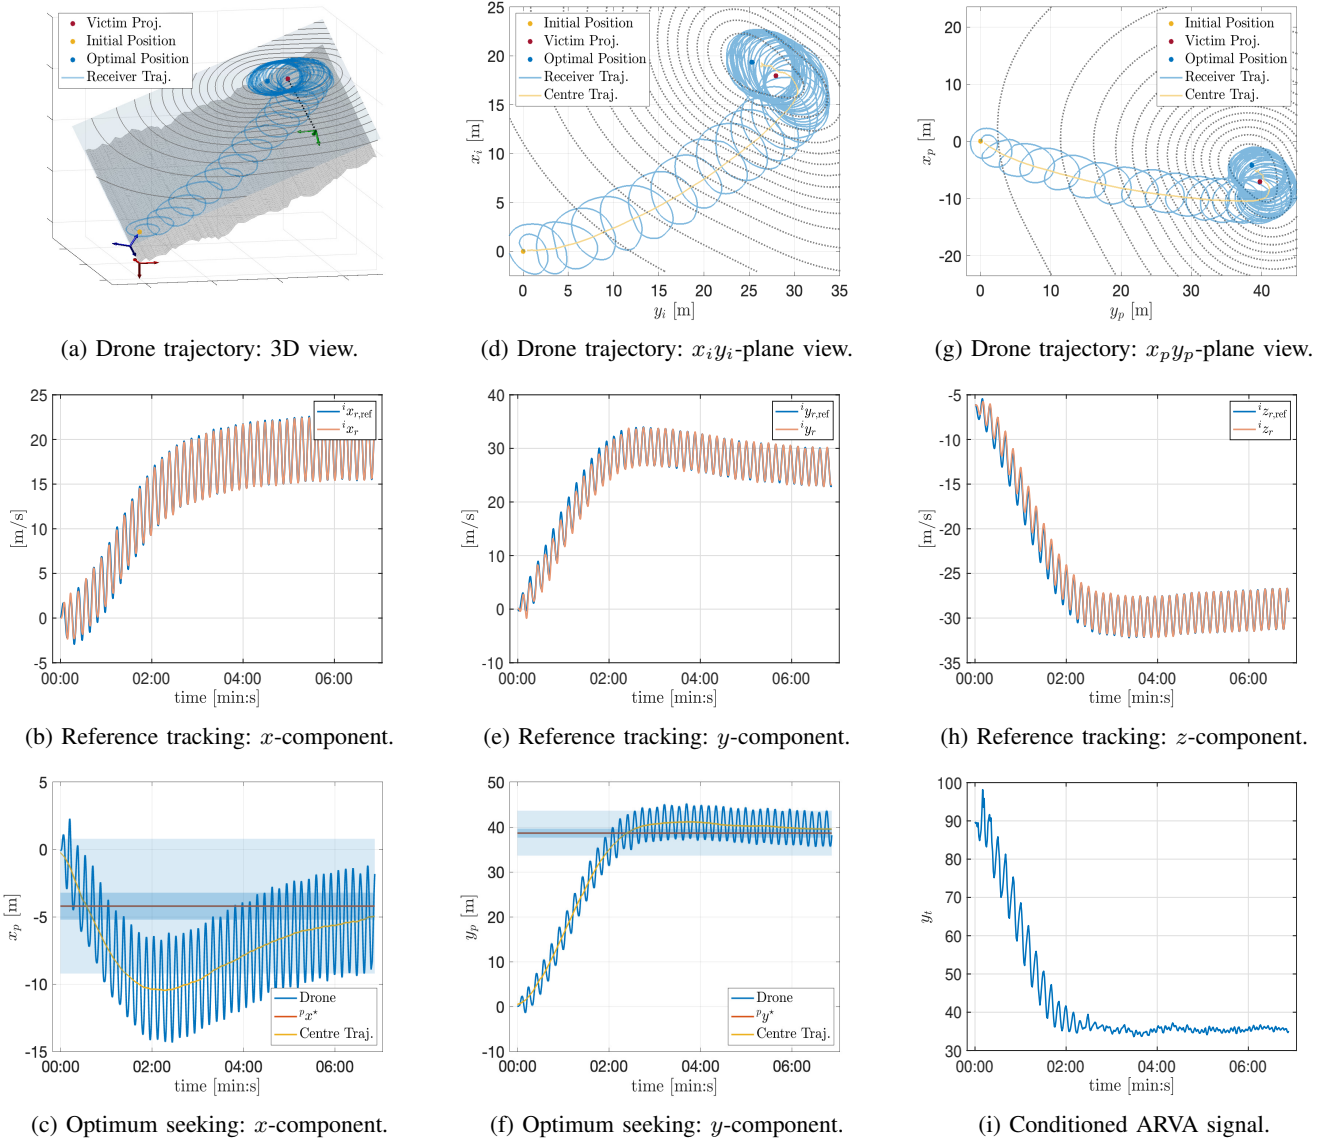 Victim Proj.
Initial Position
Optimal Position
Receiver Traj.
(a) Drone trajectory: 3D view.
25
20
15
10
5
0
x_i [m]
Initial Position
Victim Proj.
Optimal Position
Receiver Traj.
Centre Traj.
0 5 10 15 20 25 30 35
y_i [m]
(d) Drone trajectory: x_i y_i-plane view.
20
10
0
-10
-20
x_p [m]
Initial Position
Victim Proj.
Optimal Position
Receiver Traj.
Centre Traj.
0 10 20 30 40
y_p [m]
(g) Drone trajectory: x_p y_p-plane view.
25
20
15
10
5
0
-5
[m/s]
^i x_{r,ref}
^i x_r
00:00 02:00 04:00 06:00
time [min:s]
(b) Reference tracking: x-component.
40
30
20
10
0
-10
[m/s]
^i y_{r,ref}
^i y_r
00:00 02:00 04:00 06:00
time [min:s]
(e) Reference tracking: y-component.
-5
-10
-15
-20
-25
-30
-35
[m/s]
^i z_{r,ref}
^i z_r
00:00 02:00 04:00 06:00
time [min:s]
(h) Reference tracking: z-component.
5
0
-5
-10
-15
x_p [m]
Drone
^p x^⋆
Centre Traj.
00:00 02:00 04:00 06:00
time [min:s]
(c) Optimum seeking: x-component.
50
40
30
20
10
0
-10
y_p [m]
Drone
^p y^⋆
Centre Traj.
00:00 02:00 04:00 06:00
time [min:s]
(f) Optimum seeking: y-component.
100
90
80
70
60
50
40
30
y_t
00:00 02:00 04:00 06:00
time [min:s]
(i) Conditioned ARVA signal.